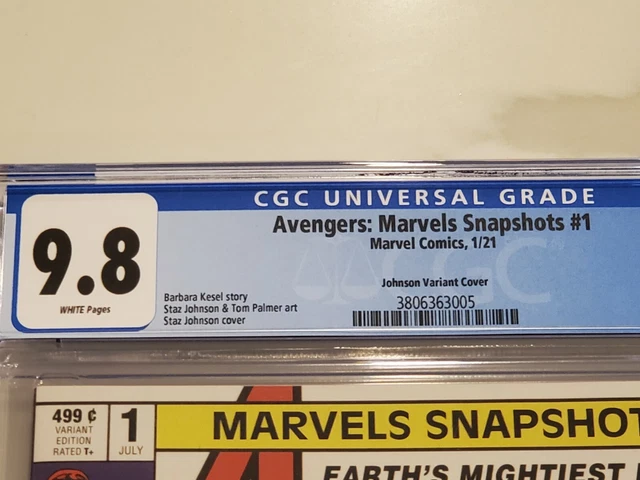 CGC UNIVERSAL GRADE
9.8
WHITE Pages
Avengers: Marvels Snapshots #1
Marvel Comics, 1/21
Johnson Variant Cover
Barbara Kesel story
Staz Johnson & Tom Palmer art
Staz Johnson cover
3806363005
CGC
499 ¢
VARIANT
EDITION
RATED T+
1
JULY
MARVELS SNAPSHOT
EARTH'S MIGHTIEST